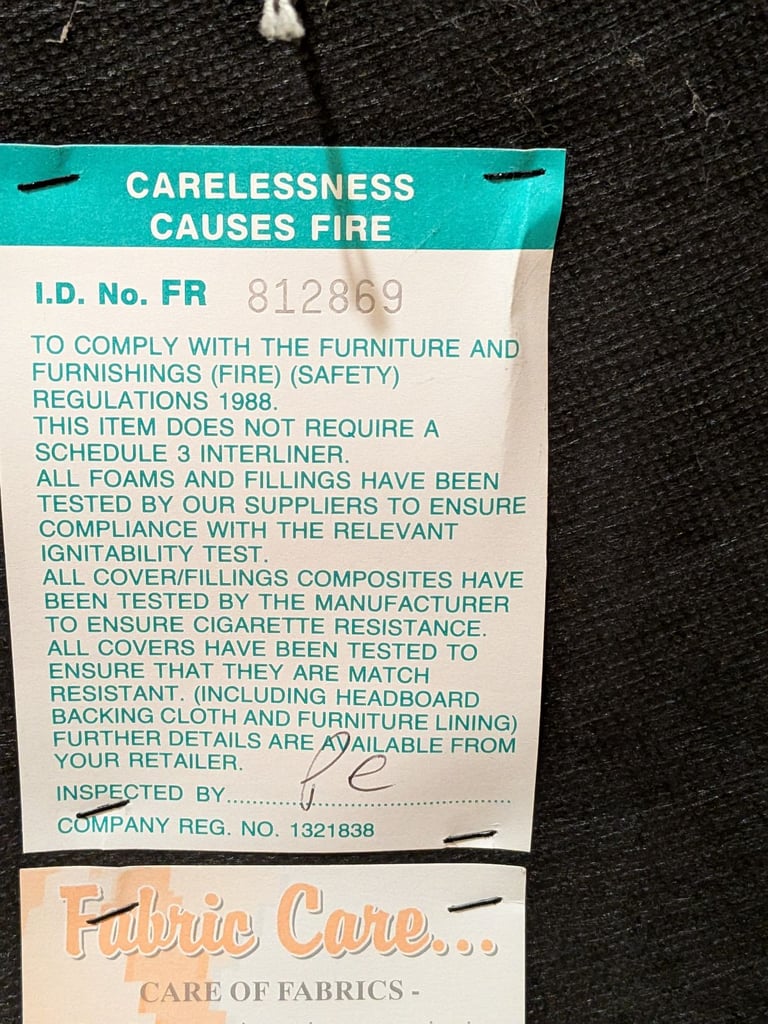 CARELESSNESS
CAUSES FIRE
I.D. No. FR 812869
TO COMPLY WITH THE FURNITURE AND
FURNISHINGS (FIRE) (SAFETY)
REGULATIONS 1988.
THIS ITEM DOES NOT REQUIRE A
SCHEDULE 3 INTERLINER.
ALL FOAMS AND FILLINGS HAVE BEEN
TESTED BY OUR SUPPLIERS TO ENSURE
COMPLIANCE WITH THE RELEVANT
IGNITABILITY TEST.
ALL COVER/FILLINGS COMPOSITES HAVE
BEEN TESTED BY THE MANUFACTURER
TO ENSURE CIGARETTE RESISTANCE.
ALL COVERS HAVE BEEN TESTED TO
ENSURE THAT THEY ARE MATCH
RESISTANT. (INCLUDING HEADBOARD
BACKING CLOTH AND FURNITURE LINING)
FURTHER DETAILS ARE AVAILABLE FROM
YOUR RETAILER.
INSPECTED BY
COMPANY REG. NO. 1321838
Fabric Care...
CARE OF FABRICS -